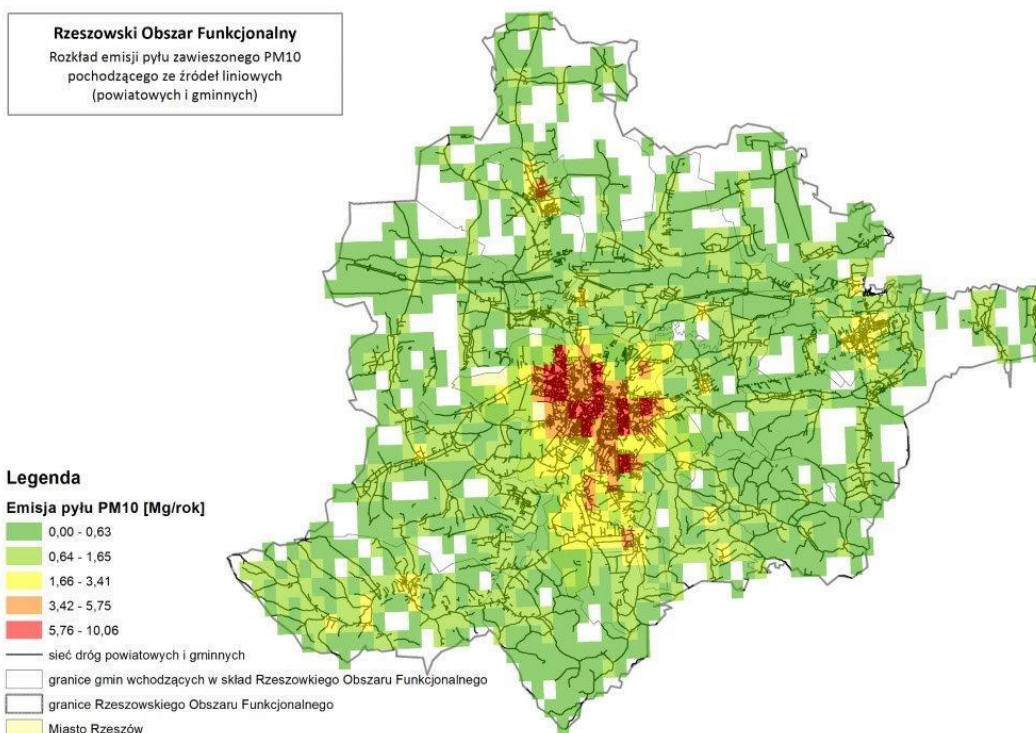 Rzeszowski Obszar Funkcjonalny
Rozkład emisji pyłu zawieszonego PM10
pochodzącego ze źródeł liniowych
(powiatowych i gminnych)
Legenda
Emisja pyłu PM10 [Mg/rok]
0,00 - 0,63
0,64 - 1,65
1,66 - 3,41
3,42 - 5,75
5,76 - 10,06
sieć dróg powiatowych i gminnych
granice gmin wchodzących w skład Rzeszowkiego Obszaru Funkcjonalnego
granice Rzeszowskiego Obszaru Funkcjonalnego
Miasto Rzeszów